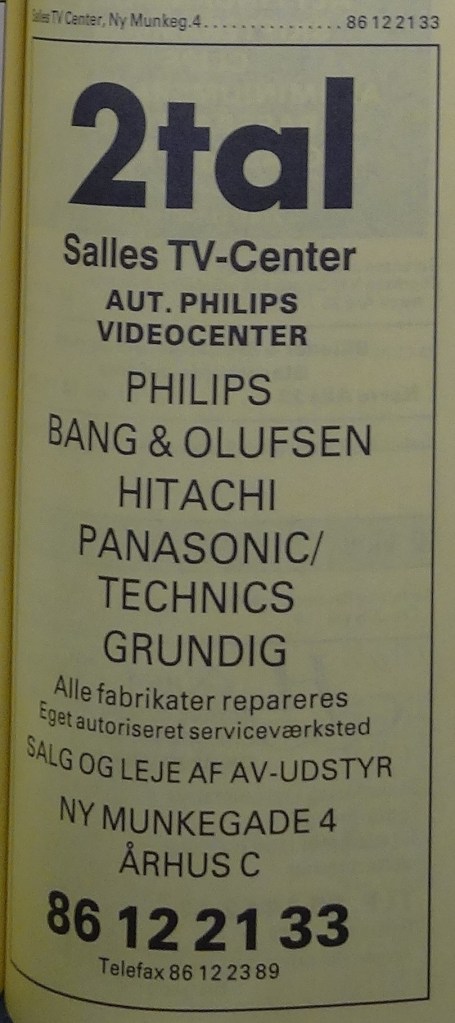 Salles TV Center, Ny Munkeg.4............... 86 12 21 33
2tal
Salles TV-Center
AUT. PHILIPS
VIDEOCENTER
PHILIPS
BANG & OLUFSEN
HITACHI
PANASONIC/
TECHNICS
GRUNDIG
Alle fabrikater repareres
Eget autoriseret serviceværksted
SALG OG LEJE AF AV-UDSTYR
NY MUNKEGADE 4
ÅRHUS C
86 12 21 33
Telefax 86 12 23 89